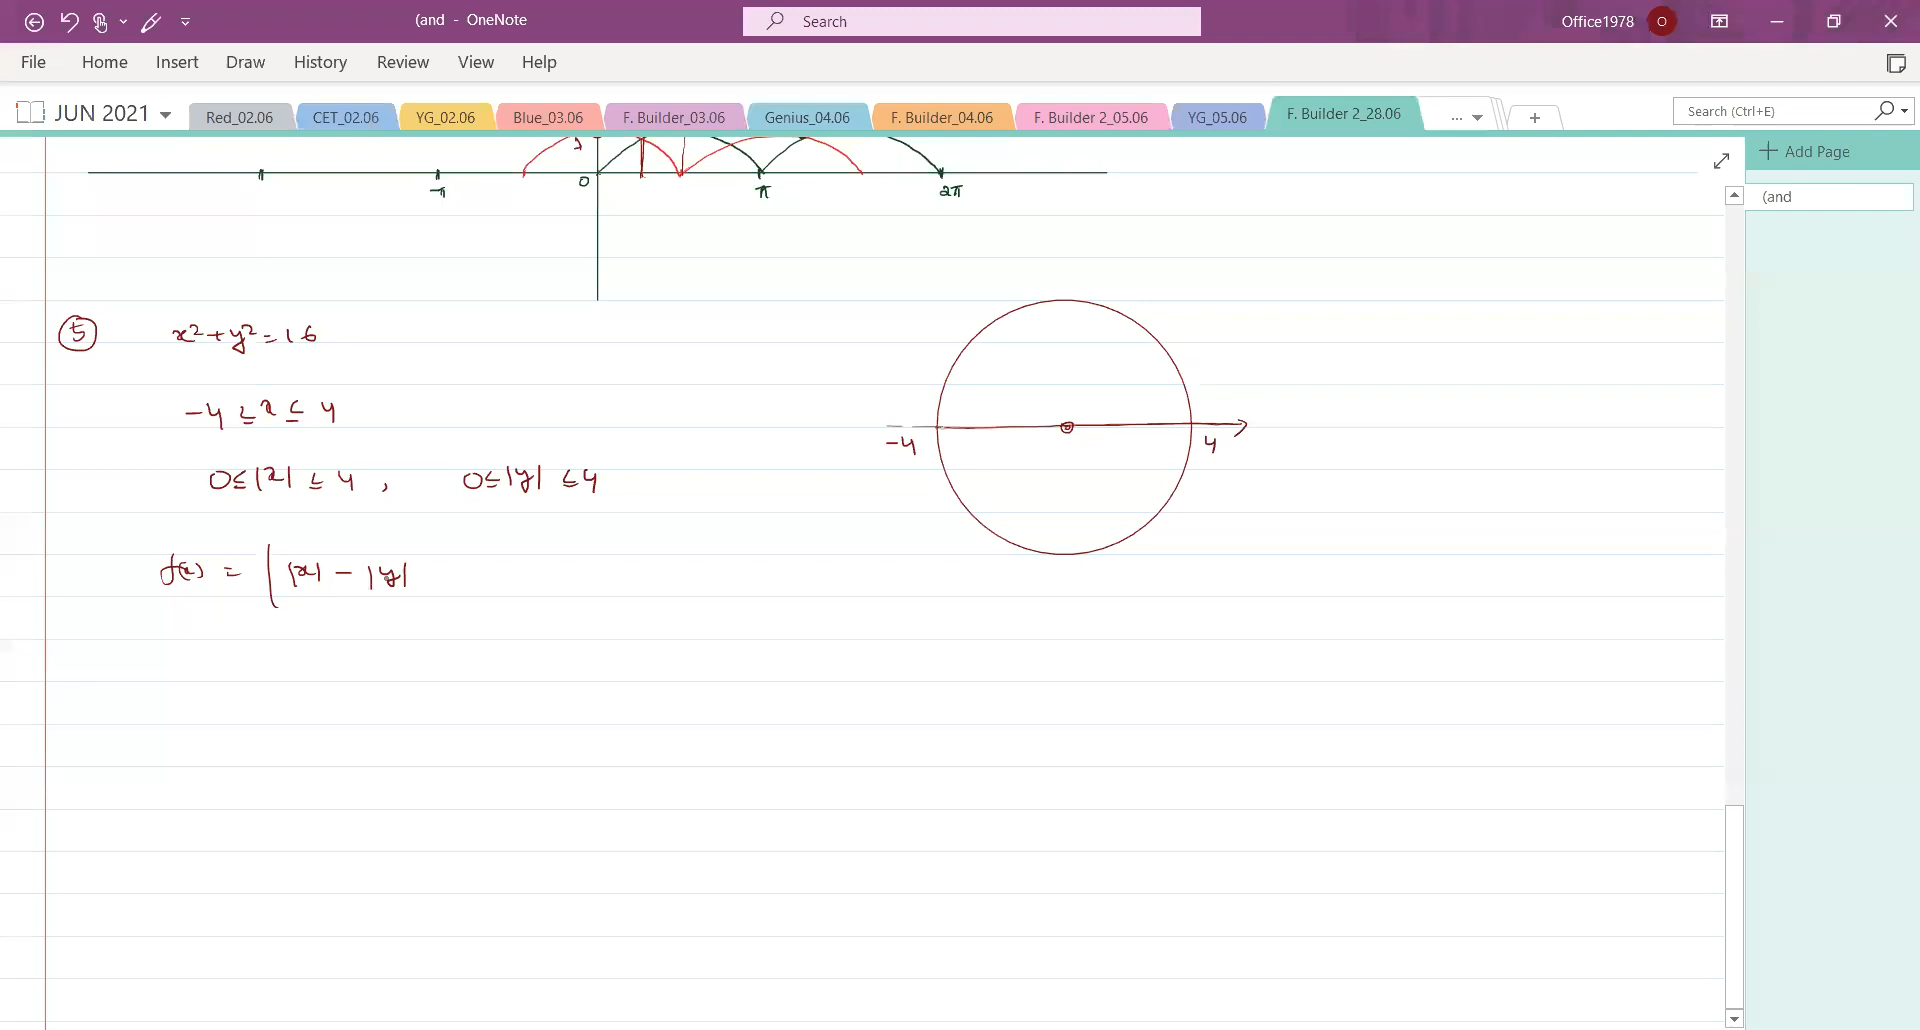 (and - OneNote
Search
Office1978
O
File Home Insert Draw History Review View Help
JUN 2021
Red_02.06 CET_02.06 YG_02.06 Blue_03.06 F. Builder_03.06 Genius_04.06 F. Builder_04.06 F. Builder 2_05.06 YG_05.06 F. Builder 2_28.06 ... +
Search (Ctrl+E)
Add Page
(and
-π 0 π 2π
5 x²+y²=16
-4 ≤ x ≤ 4
-4 4
0≤|x| ≤ 4 , 0≤|y| ≤4
f(x) = | |x| - |y|